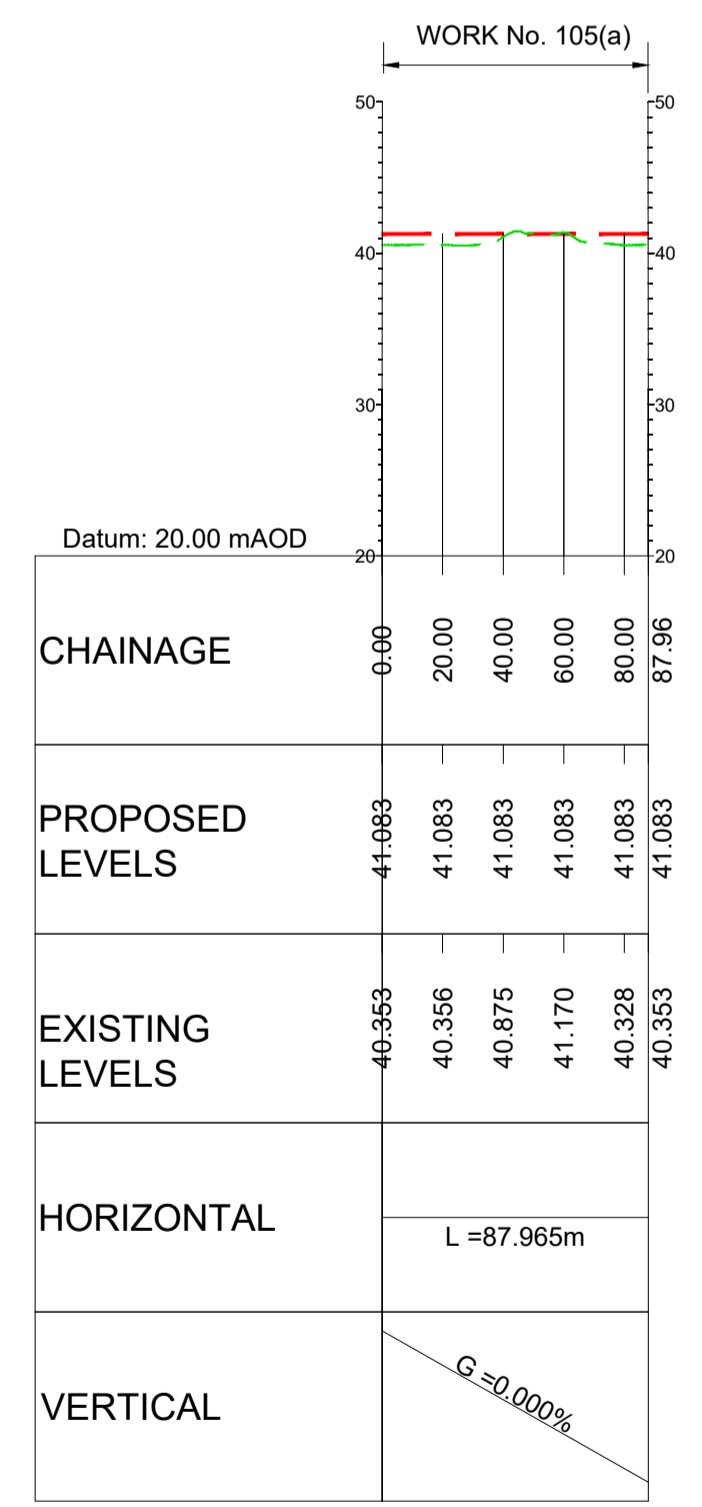 WORK No. 105(a)
50 50
40 40
30 30
Datum: 20.00 mAOD
20 20
CHAINAGE
0.00 20.00 40.00 60.00 80.00 87.96
PROPOSED
LEVELS
41.083 41.083 41.083 41.083 41.083 41.083
EXISTING
LEVELS
40.353 40.356 40.875 41.170 40.328 40.353
HORIZONTAL
L =87.965m
VERTICAL
G =0.000%